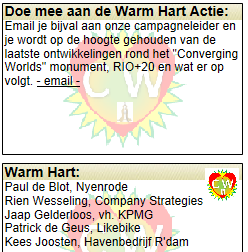 Doe mee aan de Warm Hart Actie:
Email je bijval aan onze campagneleider en
je wordt op de hoogte gehouden van de
laatste ontwikkelingen rond het "Converging
Worlds" monument, RIO+20 en wat er op
volgt. - email -
C W
Warm Hart:
Paul de Blot, Nyenrode
Rien Wesseling, Company Strategies
Jaap Gelderloos, vh. KPMG
Patrick de Geus, Likebike
Kees Joosten, Havenbedrijf R'dam